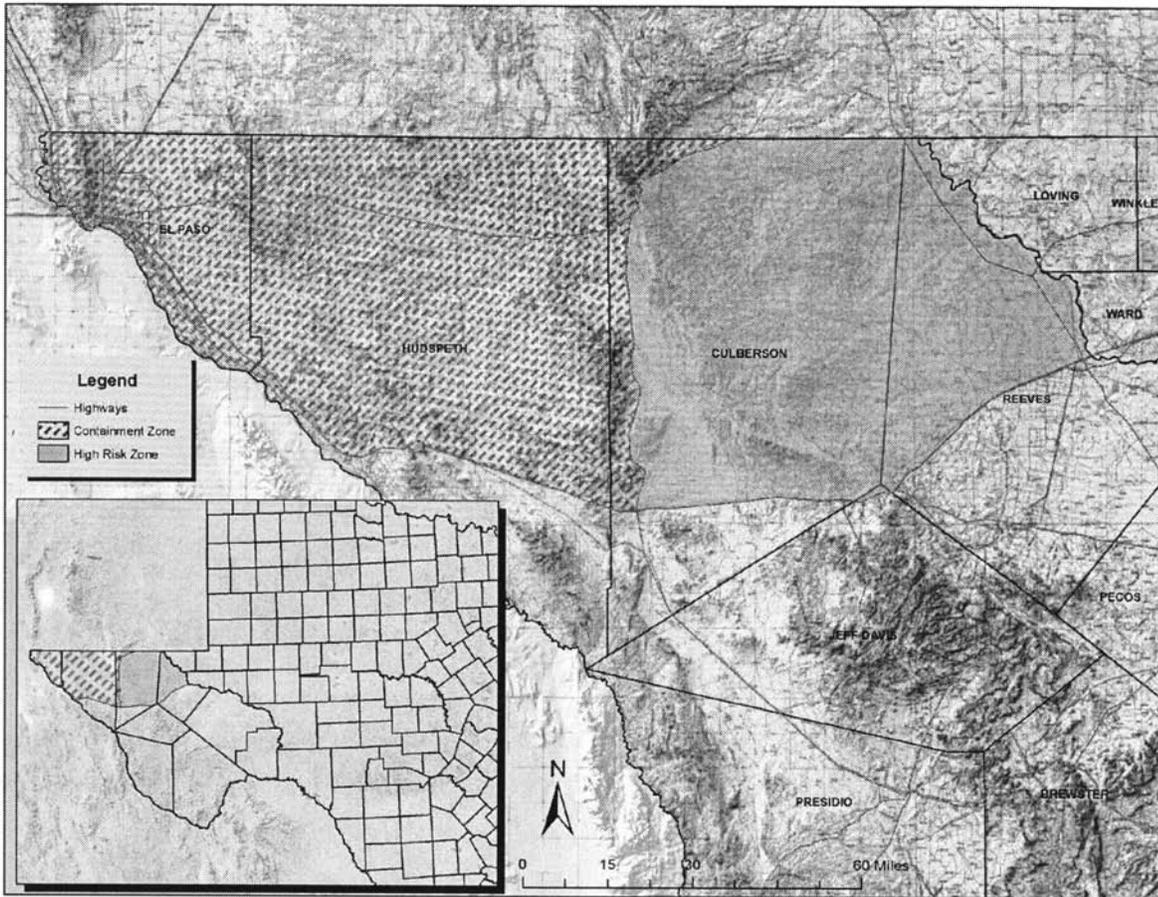 LOVING
WINKLE
EL PASO
WARD
HUDSPETH
CULBERSON
REEVES
Legend
Highways
Containment Zone
High Risk Zone
PECOS
JEFF DAVIS
N
PRESIDIO
BREWSTER
0 15 30 60 Miles